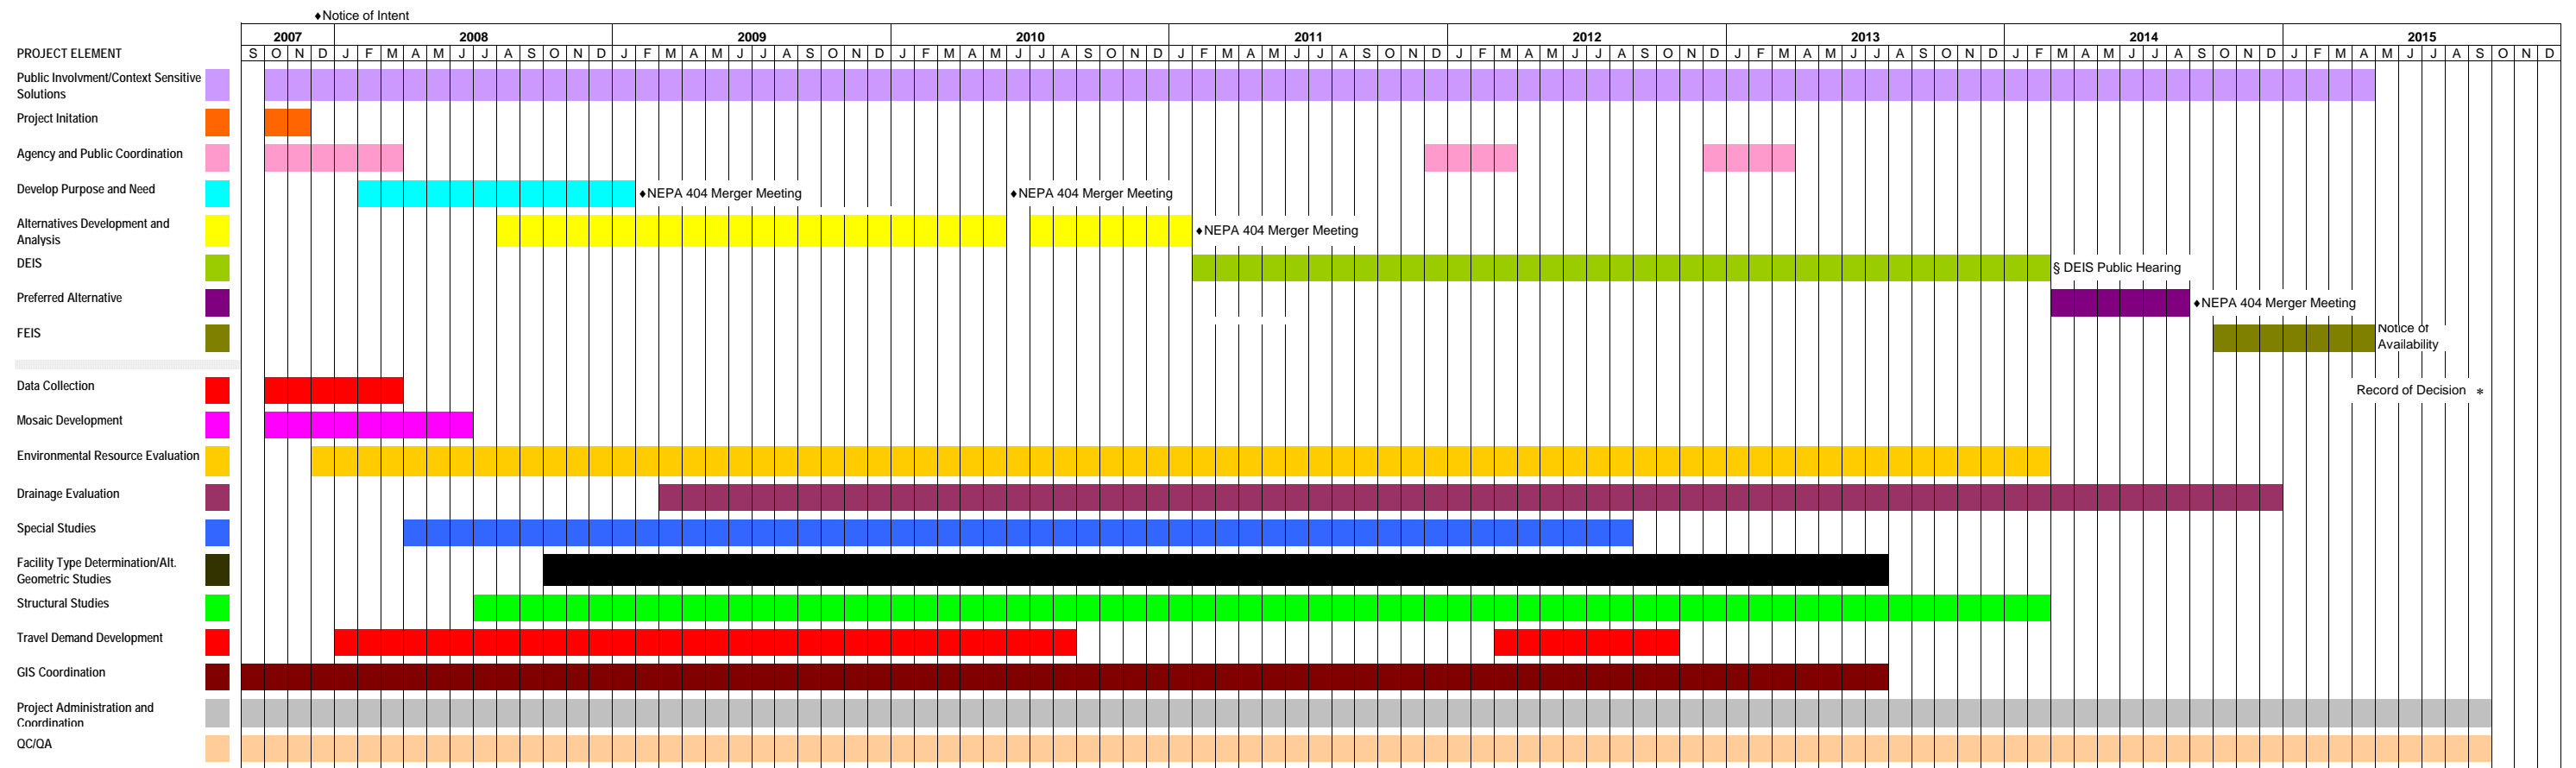 ♦Notice of Intent
2007 2008 2009 2010 2011 2012 2013 2014 2015
PROJECT ELEMENT S O N D J F M A M J J A S O N D J F M A M J J A S O N D J F M A M J J A S O N D J F M A M J J A S O N D J F M A M J J A S O N D J F M A M J J A S O N D J F M A M J J A S O N D J F M A M J J A S O N D
Public Involvment/Context Sensitive
Solutions
Project Initation
Agency and Public Coordination
Develop Purpose and Need ♦NEPA 404 Merger Meeting ♦NEPA 404 Merger Meeting
Alternatives Development and
Analysis ♦NEPA 404 Merger Meeting
DEIS § DEIS Public Hearing
Preferred Alternative ♦NEPA 404 Merger Meeting
FEIS Notice of
Availability
Data Collection Record of Decision *
Mosaic Development
Environmental Resource Evaluation
Drainage Evaluation
Special Studies
Facility Type Determination/Alt.
Geometric Studies
Structural Studies
Travel Demand Development
GIS Coordination
Project Administration and
Coordination
QC/QA